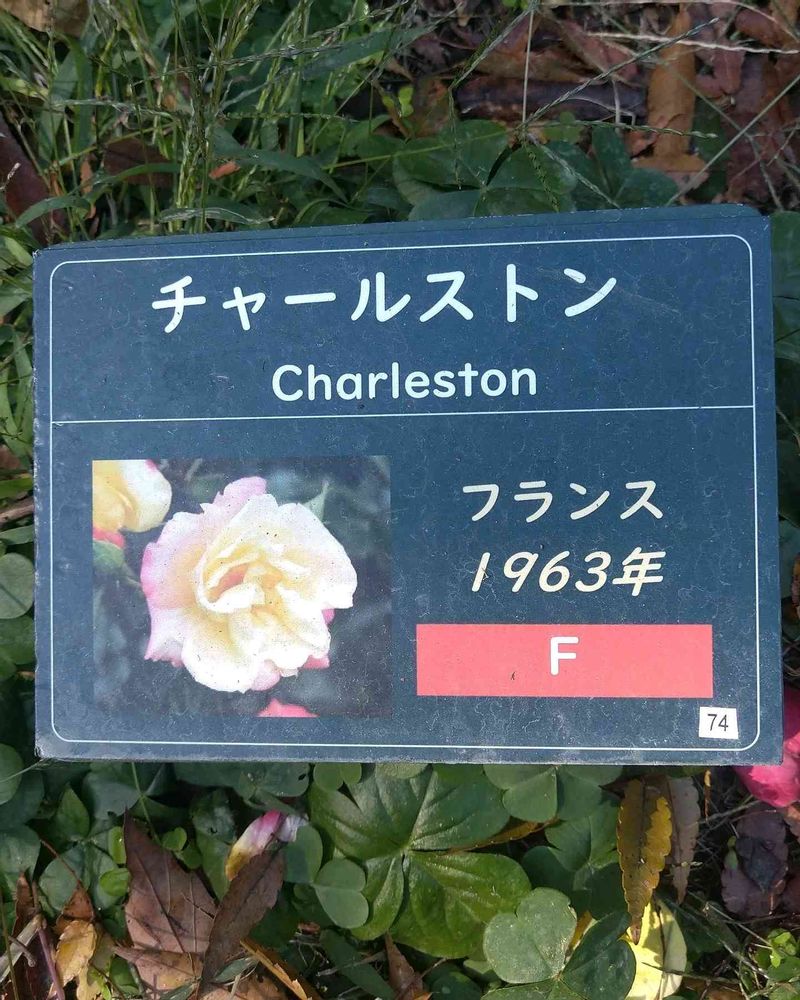 チャールストン
Charleston
フランス
1963年
F
74